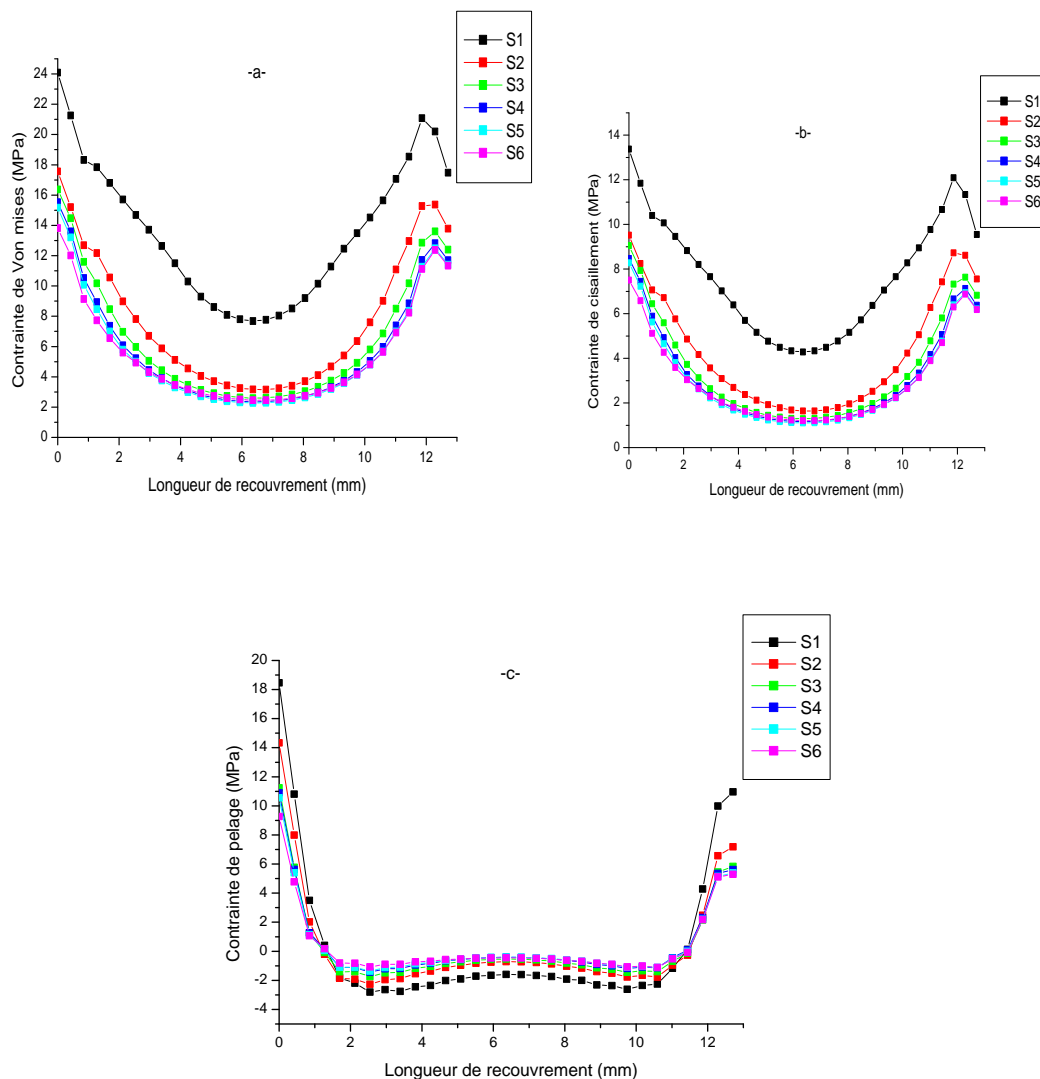 -a-
S1
S2
S3
S4
S5
S6
24
22
20
18
16
14
12
10
8
6
4
2
0
Contrainte de Von mises (MPa)
0 2 4 6 8 10 12
Longueur de recouvrement (mm)
-b-
S1
S2
S3
S4
S5
S6
14
12
10
8
6
4
2
0
Contrainte de cisaillement (MPa)
0 2 4 6 8 10 12
Longueur de recouvrement (mm)
-c-
S1
S2
S3
S4
S5
S6
20
18
16
14
12
10
8
6
4
2
0
-2
-4
Contrainte de pelage (MPa)
0 2 4 6 8 10 12
Longueur de recouvrement (mm)